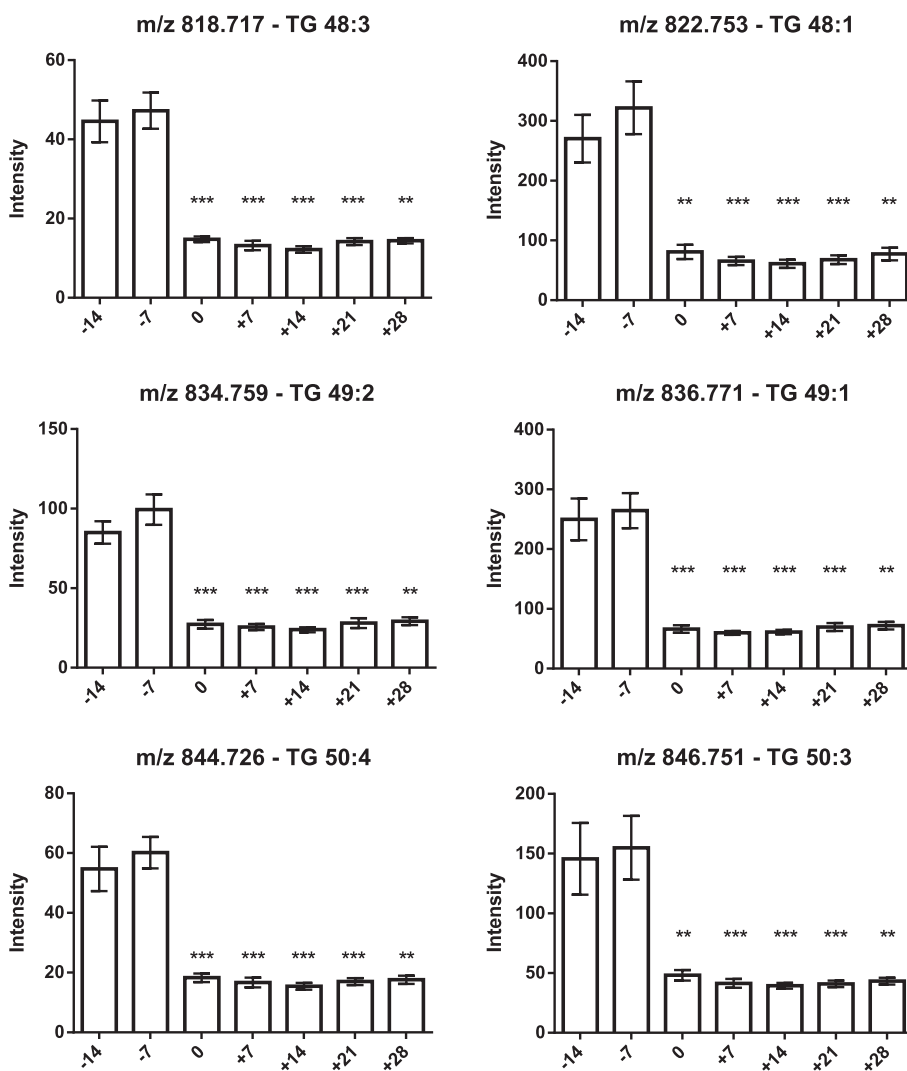 m/z 818.717 - TG 48:3
60
40
20
0
Intensity
*** *** *** *** **
-14 -7 0 +7 +14 +21 +28
m/z 822.753 - TG 48:1
400
300
200
100
0
Intensity
** *** *** *** **
-14 -7 0 +7 +14 +21 +28
m/z 834.759 - TG 49:2
150
100
50
0
Intensity
*** *** *** *** **
-14 -7 0 +7 +14 +21 +28
m/z 836.771 - TG 49:1
400
300
200
100
0
Intensity
*** *** *** *** **
-14 -7 0 +7 +14 +21 +28
m/z 844.726 - TG 50:4
80
60
40
20
0
Intensity
*** *** *** *** **
-14 -7 0 +7 +14 +21 +28
m/z 846.751 - TG 50:3
200
150
100
50
0
Intensity
** *** *** *** **
-14 -7 0 +7 +14 +21 +28